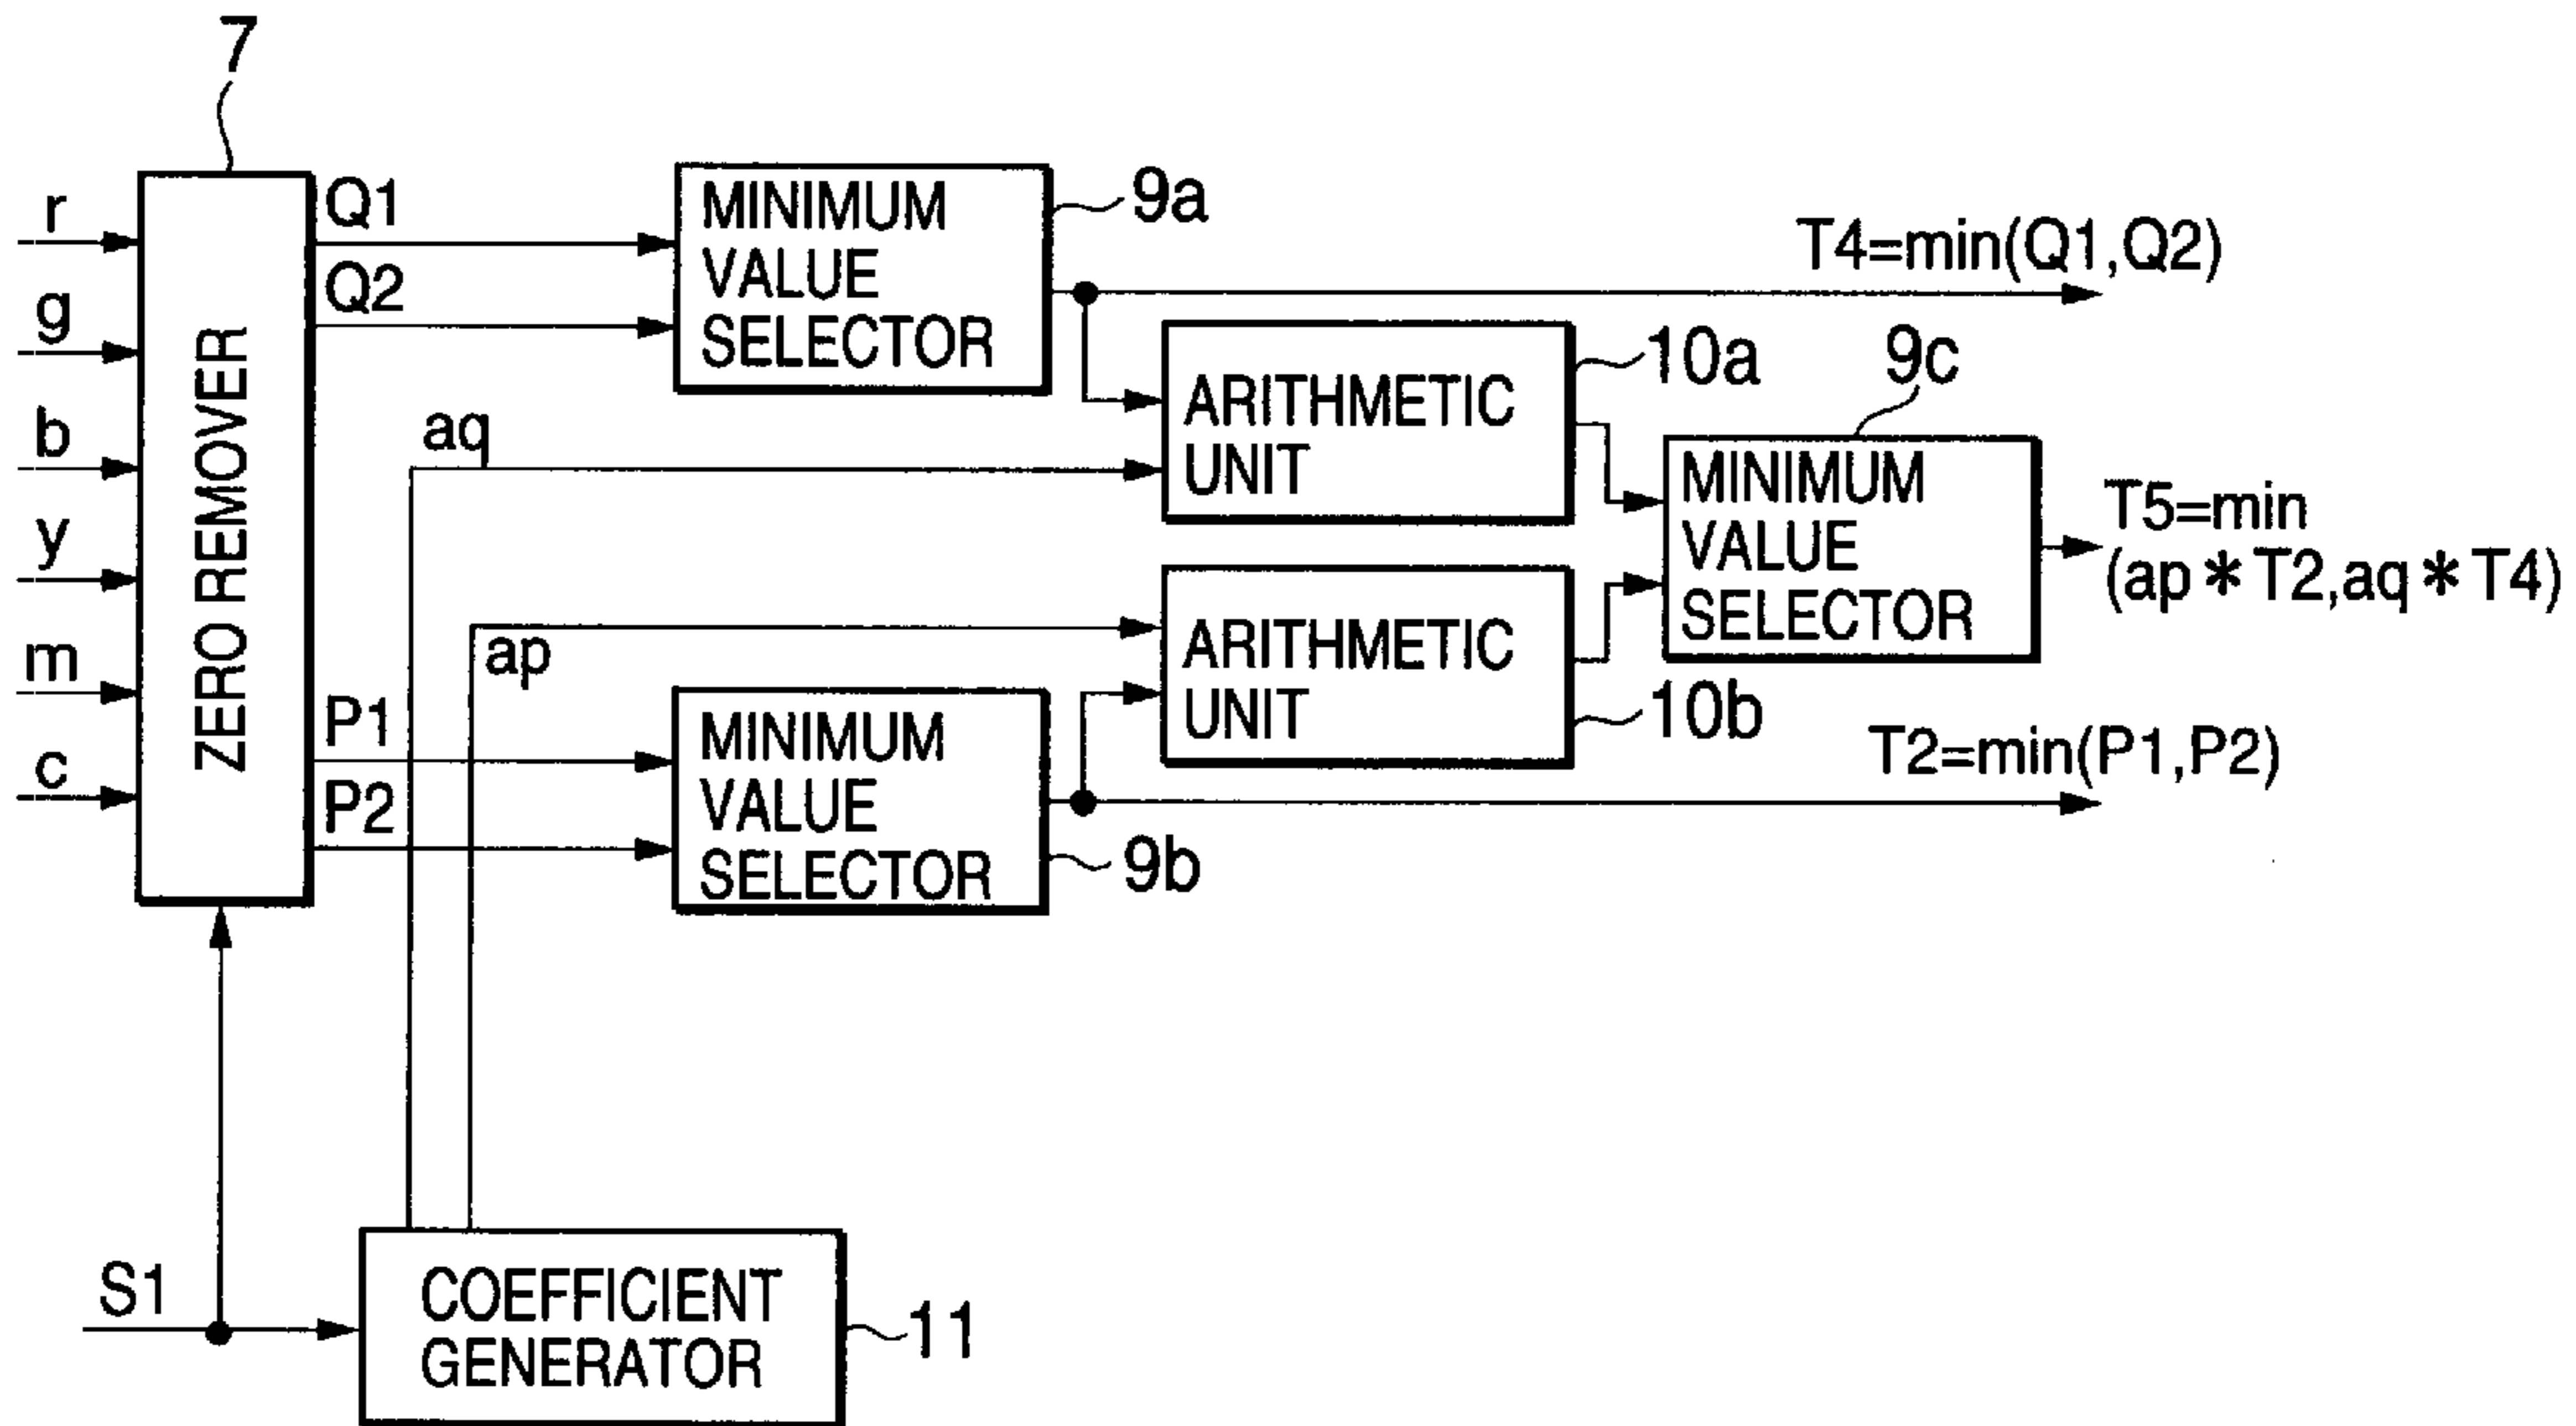 7
r
g
b
y
m
c
ZERO REMOVER
Q1
Q2
P1
P2
aq
ap
MINIMUM
VALUE
SELECTOR
9a
MINIMUM
VALUE
SELECTOR
9b
ARITHMETIC
UNIT
10a
ARITHMETIC
UNIT
10b
MINIMUM
VALUE
SELECTOR
9c
T4=min(Q1,Q2)
T5=min
(ap*T2,aq*T4)
T2=min(P1,P2)
S1
COEFFICIENT
GENERATOR
11